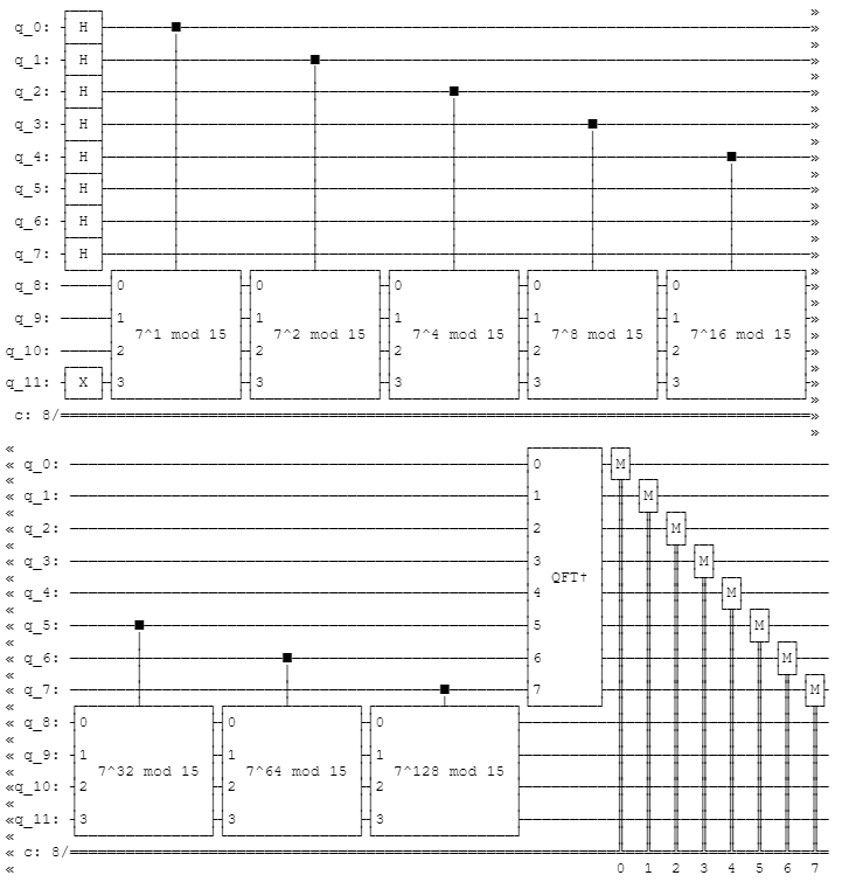 »
q_0: H »
»
q_1: H »
»
q_2: H »
»
q_3: H »
»
q_4: H »
»
q_5: H »
»
q_6: H »
»
q_7: H »
»
q_8: 0 0 0 0 0 »
»
q_9: 1 1 1 1 1 »
7^1 mod 15 7^2 mod 15 7^4 mod 15 7^8 mod 15 7^16 mod 15 »
q_10: 2 2 2 2 2 »
»
q_11: X 3 3 3 3 3 »
»
c: 8/ »
»
«
« q_0: 0 M
«
« q_1: 1 M
«
« q_2: 2 M
«
« q_3: 3 M
« QFT†
« q_4: 4 M
«
« q_5: 5 M
«
« q_6: 6 M
«
« q_7: 7 M
«
« q_8: 0 0 0
«
« q_9: 1 1 1
« 7^32 mod 15 7^64 mod 15 7^128 mod 15
«q_10: 2 2 2
«
«q_11: 3 3 3
«
« c: 8/
« 0 1 2 3 4 5 6 7